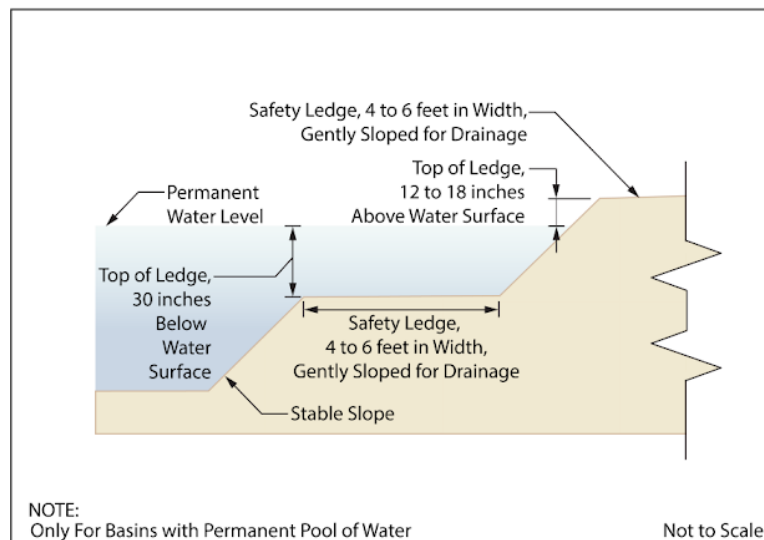 Safety Ledge, 4 to 6 feet in Width,
Gently Sloped for Drainage
Top of Ledge,
12 to 18 inches
Above Water Surface
Permanent
Water Level
Top of Ledge,
30 inches
Below
Water
Surface
Safety Ledge,
4 to 6 feet in Width,
Gently Sloped for Drainage
Stable Slope
NOTE:
Only For Basins with Permanent Pool of Water
Not to Scale